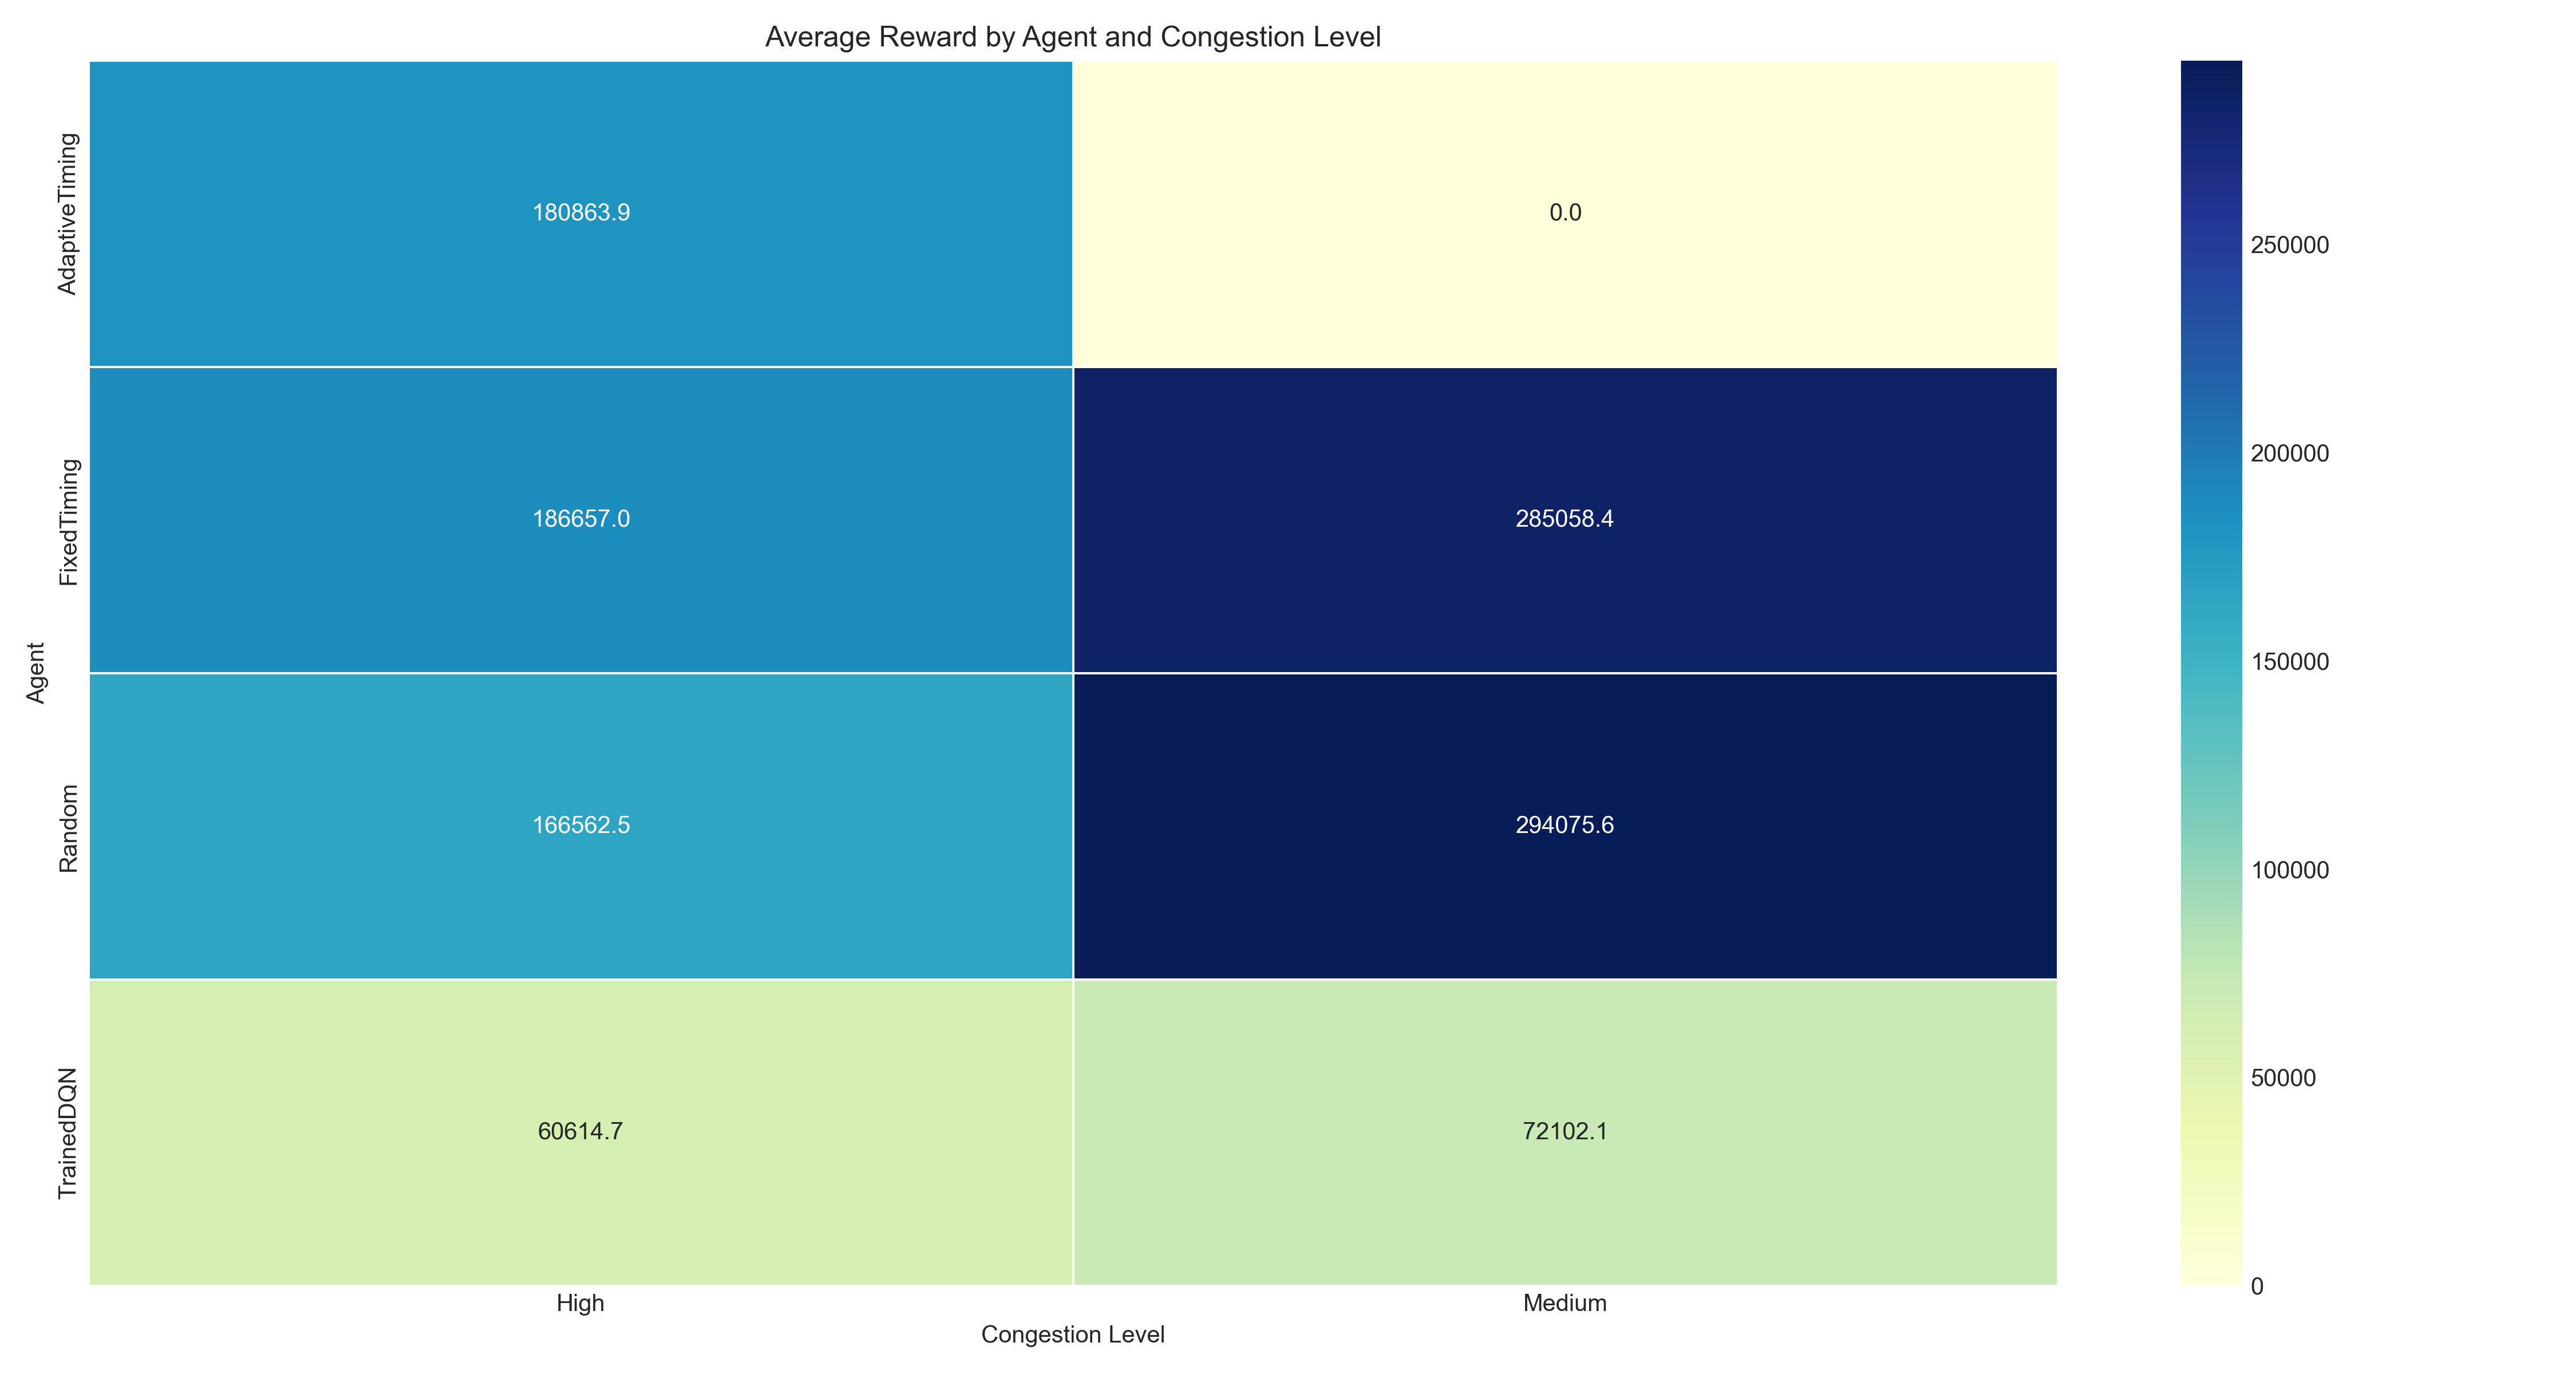 Average Reward by Agent and Congestion Level
Agent
AdaptiveTiming
180863.9
0.0
FixedTiming
186657.0
285058.4
Random
166562.5
294075.6
TrainedDQN
60614.7
72102.1
High
Medium
Congestion Level
250000
200000
150000
100000
50000
0